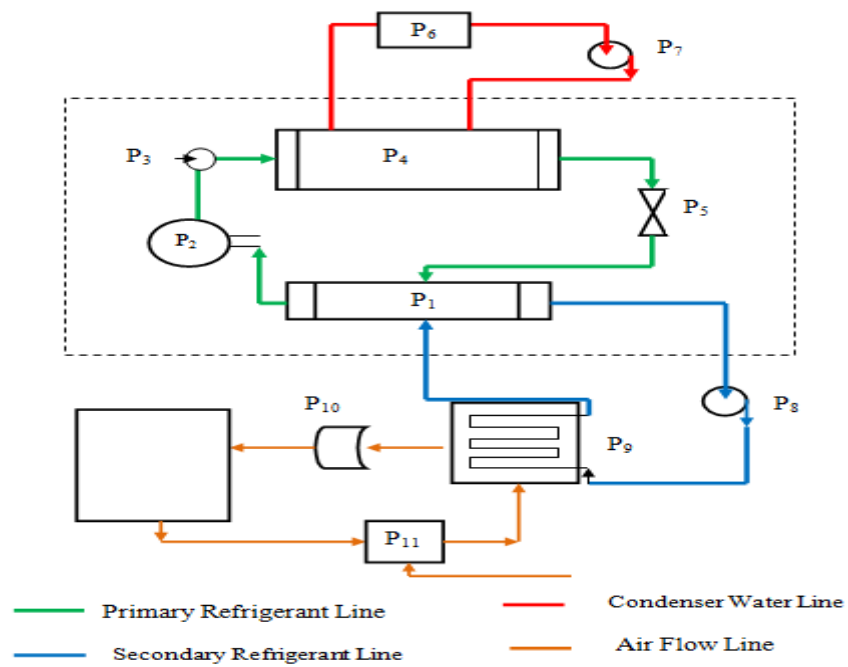 P₆
P₇
P₃
P₄
P₅
P₂
P₁
P₁₀
P₈
P₉
P₁₁
Primary Refrigerant Line
Condenser Water Line
Secondary Refrigerant Line
Air Flow Line